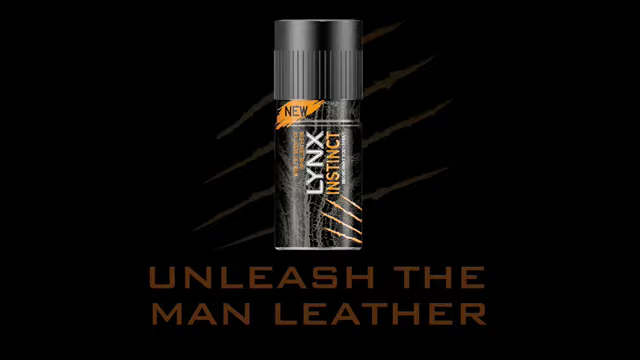 NEW
LYNX
INSTINCT
UNLEASH THE
MAN LEATHER